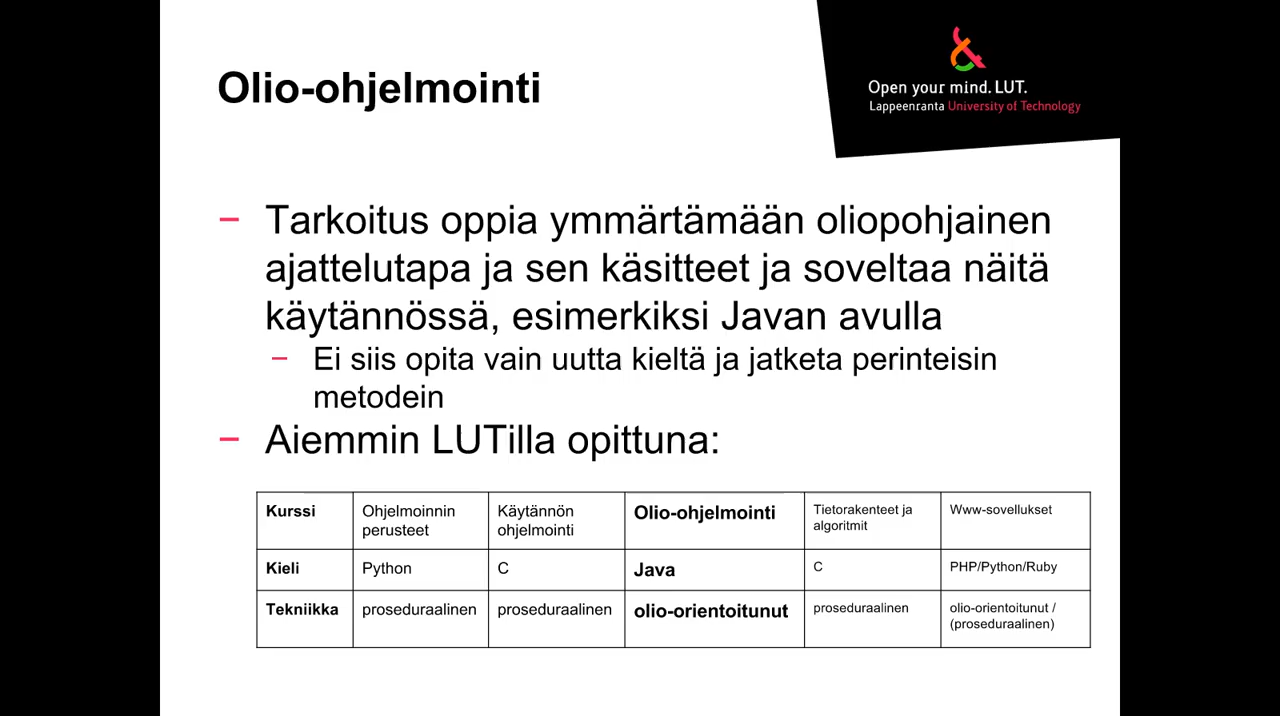 Olio-ohjelmointi
Open your mind. LUT.
Lappeenranta University of Technology
– Tarkoitus oppia ymmärtämään oliopohjainen
ajattelutapa ja sen käsitteet ja soveltaa näitä
käytännössä, esimerkiksi Javan avulla
– Ei siis opita vain uutta kieltä ja jatketa perinteisin
metodein
– Aiemmin LUTilla opittuna:
Kurssi
Ohjelmoinnin
perusteet
Käytännön
ohjelmointi
Olio-ohjelmointi
Tietorakenteet ja
algoritmit
Www-sovellukset
Kieli
Python
C
Java
C
PHP/Python/Ruby
Tekniikka
proseduraalinen
proseduraalinen
olio-orientoitunut
proseduraalinen
olio-orientoitunut /
(proseduraalinen)